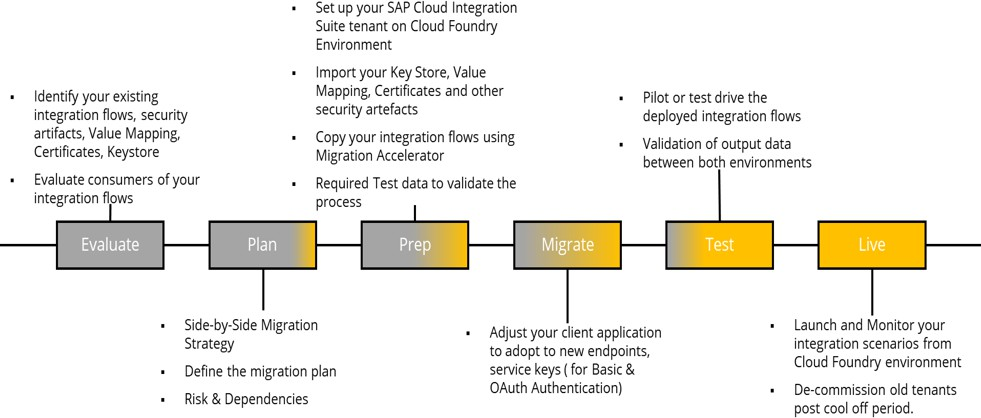 ▪ Identify your existing
integration flows, security
artifacts, Value Mapping,
Certificates, Keystore
▪ Evaluate consumers of your
integration flows
Evaluate
Plan
▪ Side-by-Side Migration
Strategy
▪ Define the migration plan
▪ Risk & Dependencies
▪ Set up your SAP Cloud Integration
Suite tenant on Cloud Foundry
Environment
▪ Import your Key Store, Value
Mapping, Certificates and other
security artefacts
▪ Copy your integration flows using
Migration Accelerator
▪ Required Test data to validate the
process
Prep
Migrate
▪ Adjust your client application
to adopt to new endpoints,
service keys ( for Basic &
OAuth Authentication)
▪ Pilot or test drive the
deployed integration flows
▪ Validation of output data
between both environments
Test
Live
▪ Launch and Monitor your
integration scenarios from
Cloud Foundry environment
▪ De-commission old tenants
post cool off period.